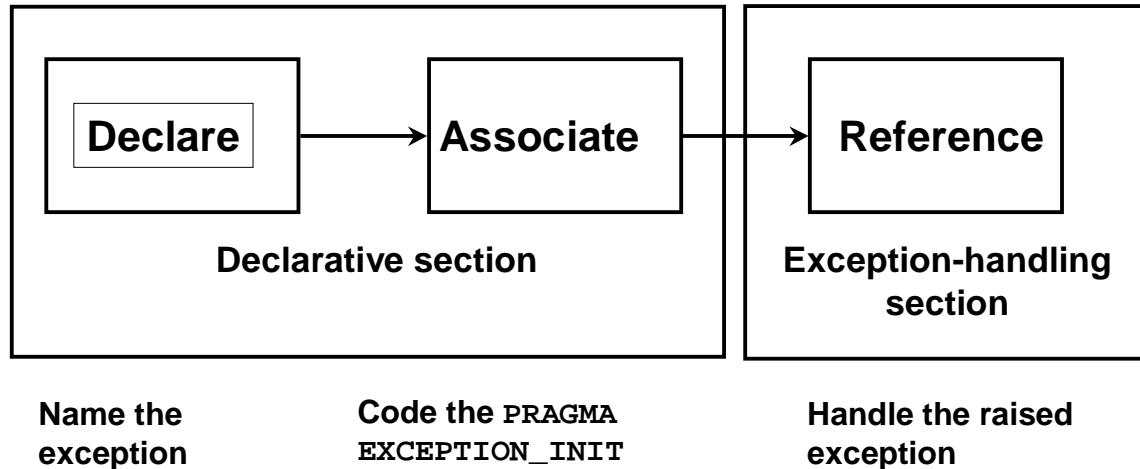 Declare
Associate
Reference
Declarative section
Exception-handling
section
Name the
exception
Code the PRAGMA
EXCEPTION_INIT
Handle the raised
exception